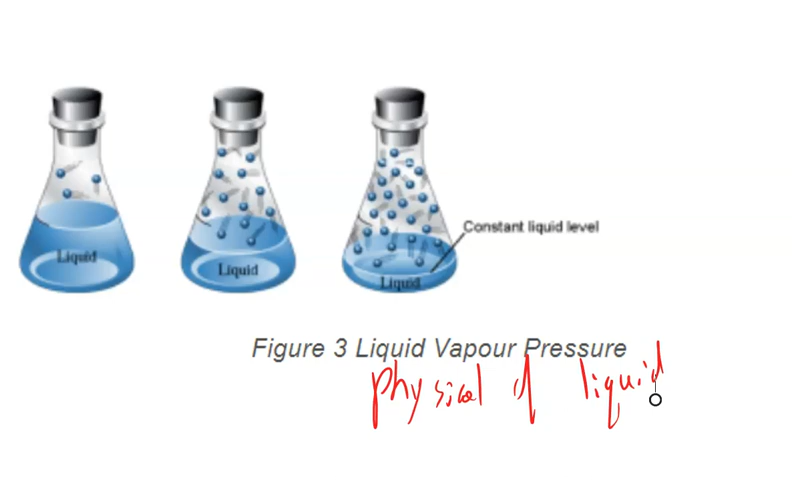 Constant liquid level
Liquid
Liquid
Liquid
Figure 3 Liquid Vapour Pressure
physical of liquid